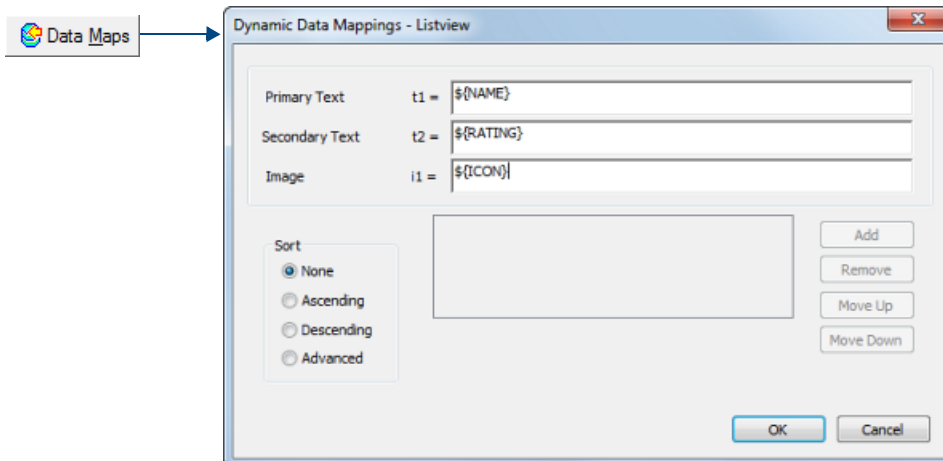 Data Maps
Dynamic Data Mappings - Listview
Primary Text t1 = ${NAME}
Secondary Text t2 = ${RATING}
Image i1 = ${ICON}
Sort
None
Ascending
Descending
Advanced
Add
Remove
Move Up
Move Down
OK Cancel